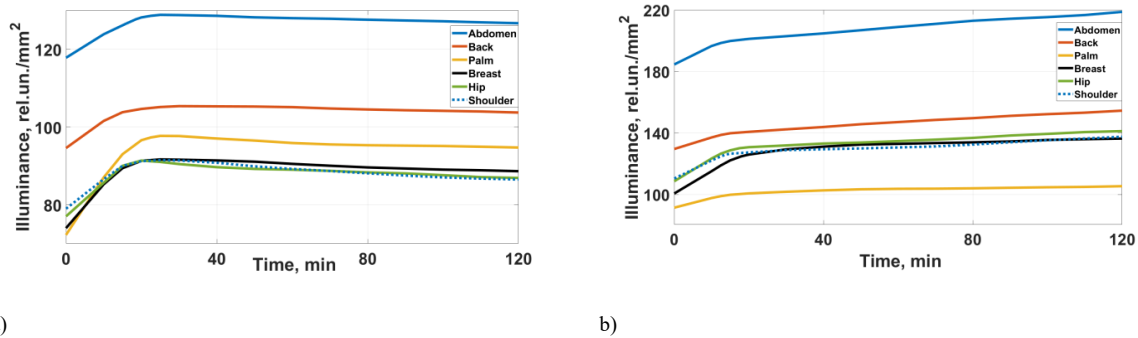 Illuminance, rel.un./mm²
120
100
80
0
40
80
120
Time, min
Abdomen
Back
Palm
Breast
Hip
Shoulder
)
Illuminance, rel.un./mm²
220
180
140
100
0
40
80
120
Time, min
Abdomen
Back
Palm
Breast
Hip
Shoulder
b)